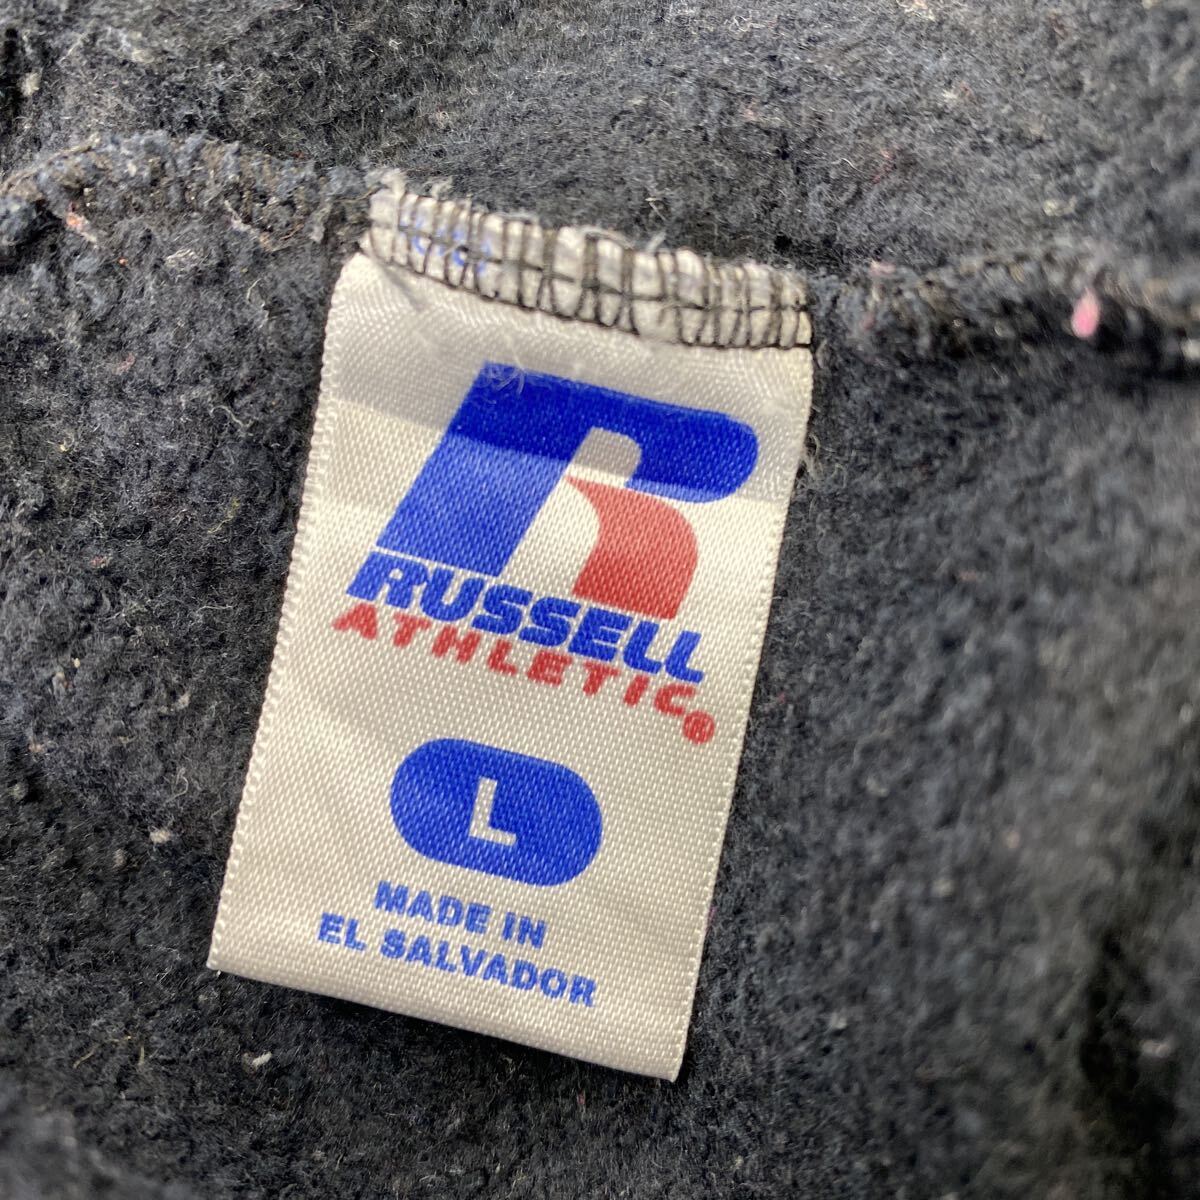 RUSSELL
ATHLETIC®
L
MADE IN
EL SALVADOR